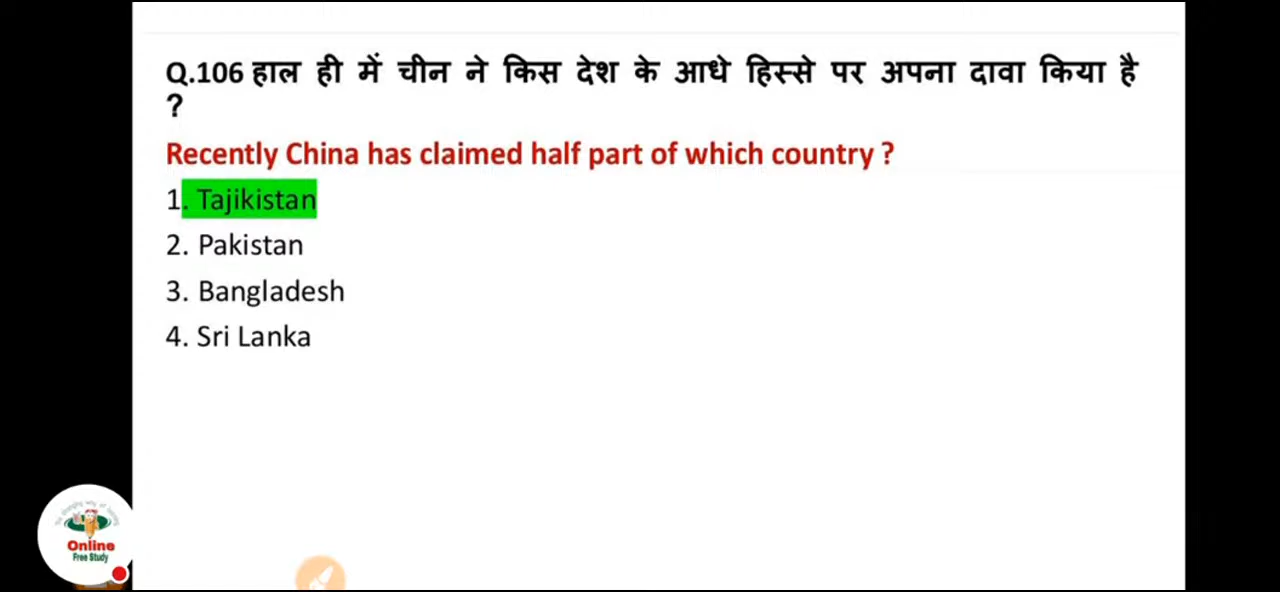 Q.106 हाल ही में चीन ने किस देश के आधे हिस्से पर अपना दावा किया है
?
Recently China has claimed half part of which country ?
1. Tajikistan
2. Pakistan
3. Bangladesh
4. Sri Lanka
Online
Free Study